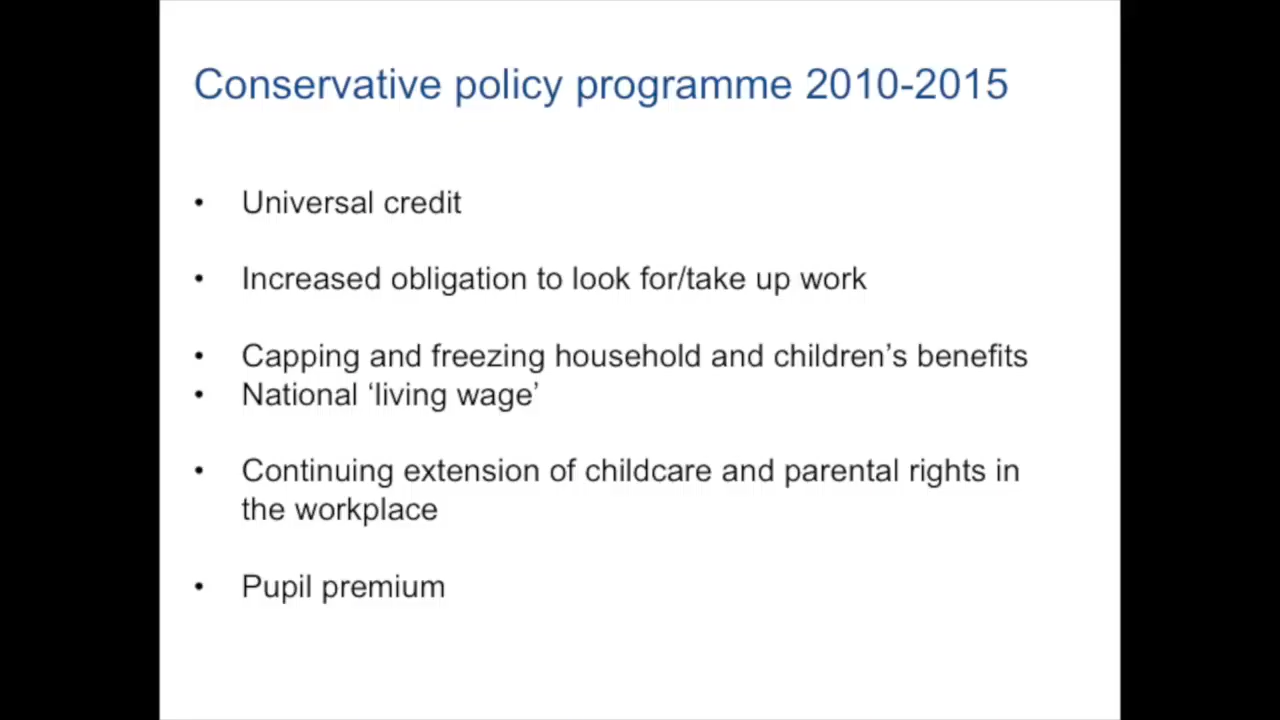 Conservative policy programme 2010-2015
• Universal credit
• Increased obligation to look for/take up work
• Capping and freezing household and children’s benefits
• National ‘living wage’
• Continuing extension of childcare and parental rights in
the workplace
• Pupil premium